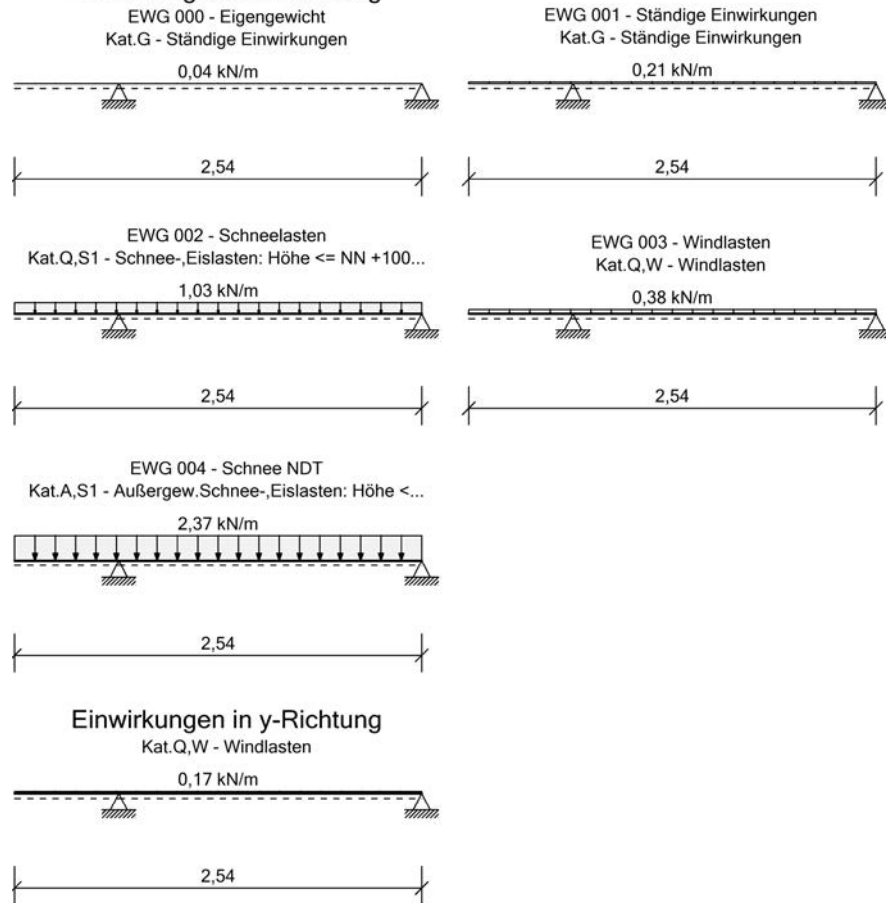 EWG 000 - Eigengewicht
Kat.G - Ständige Einwirkungen
0,04 kN/m
2,54
EWG 001 - Ständige Einwirkungen
Kat.G - Ständige Einwirkungen
0,21 kN/m
2,54
EWG 002 - Schneelasten
Kat.Q,S1 - Schnee-,Eislasten: Höhe <= NN +100...
1,03 kN/m
2,54
EWG 003 - Windlasten
Kat.Q,W - Windlasten
0,38 kN/m
2,54
EWG 004 - Schnee NDT
Kat.A,S1 - Außergew.Schnee-,Eislasten: Höhe <...
2,37 kN/m
2,54
Einwirkungen in y-Richtung
Kat.Q,W - Windlasten
0,17 kN/m
2,54